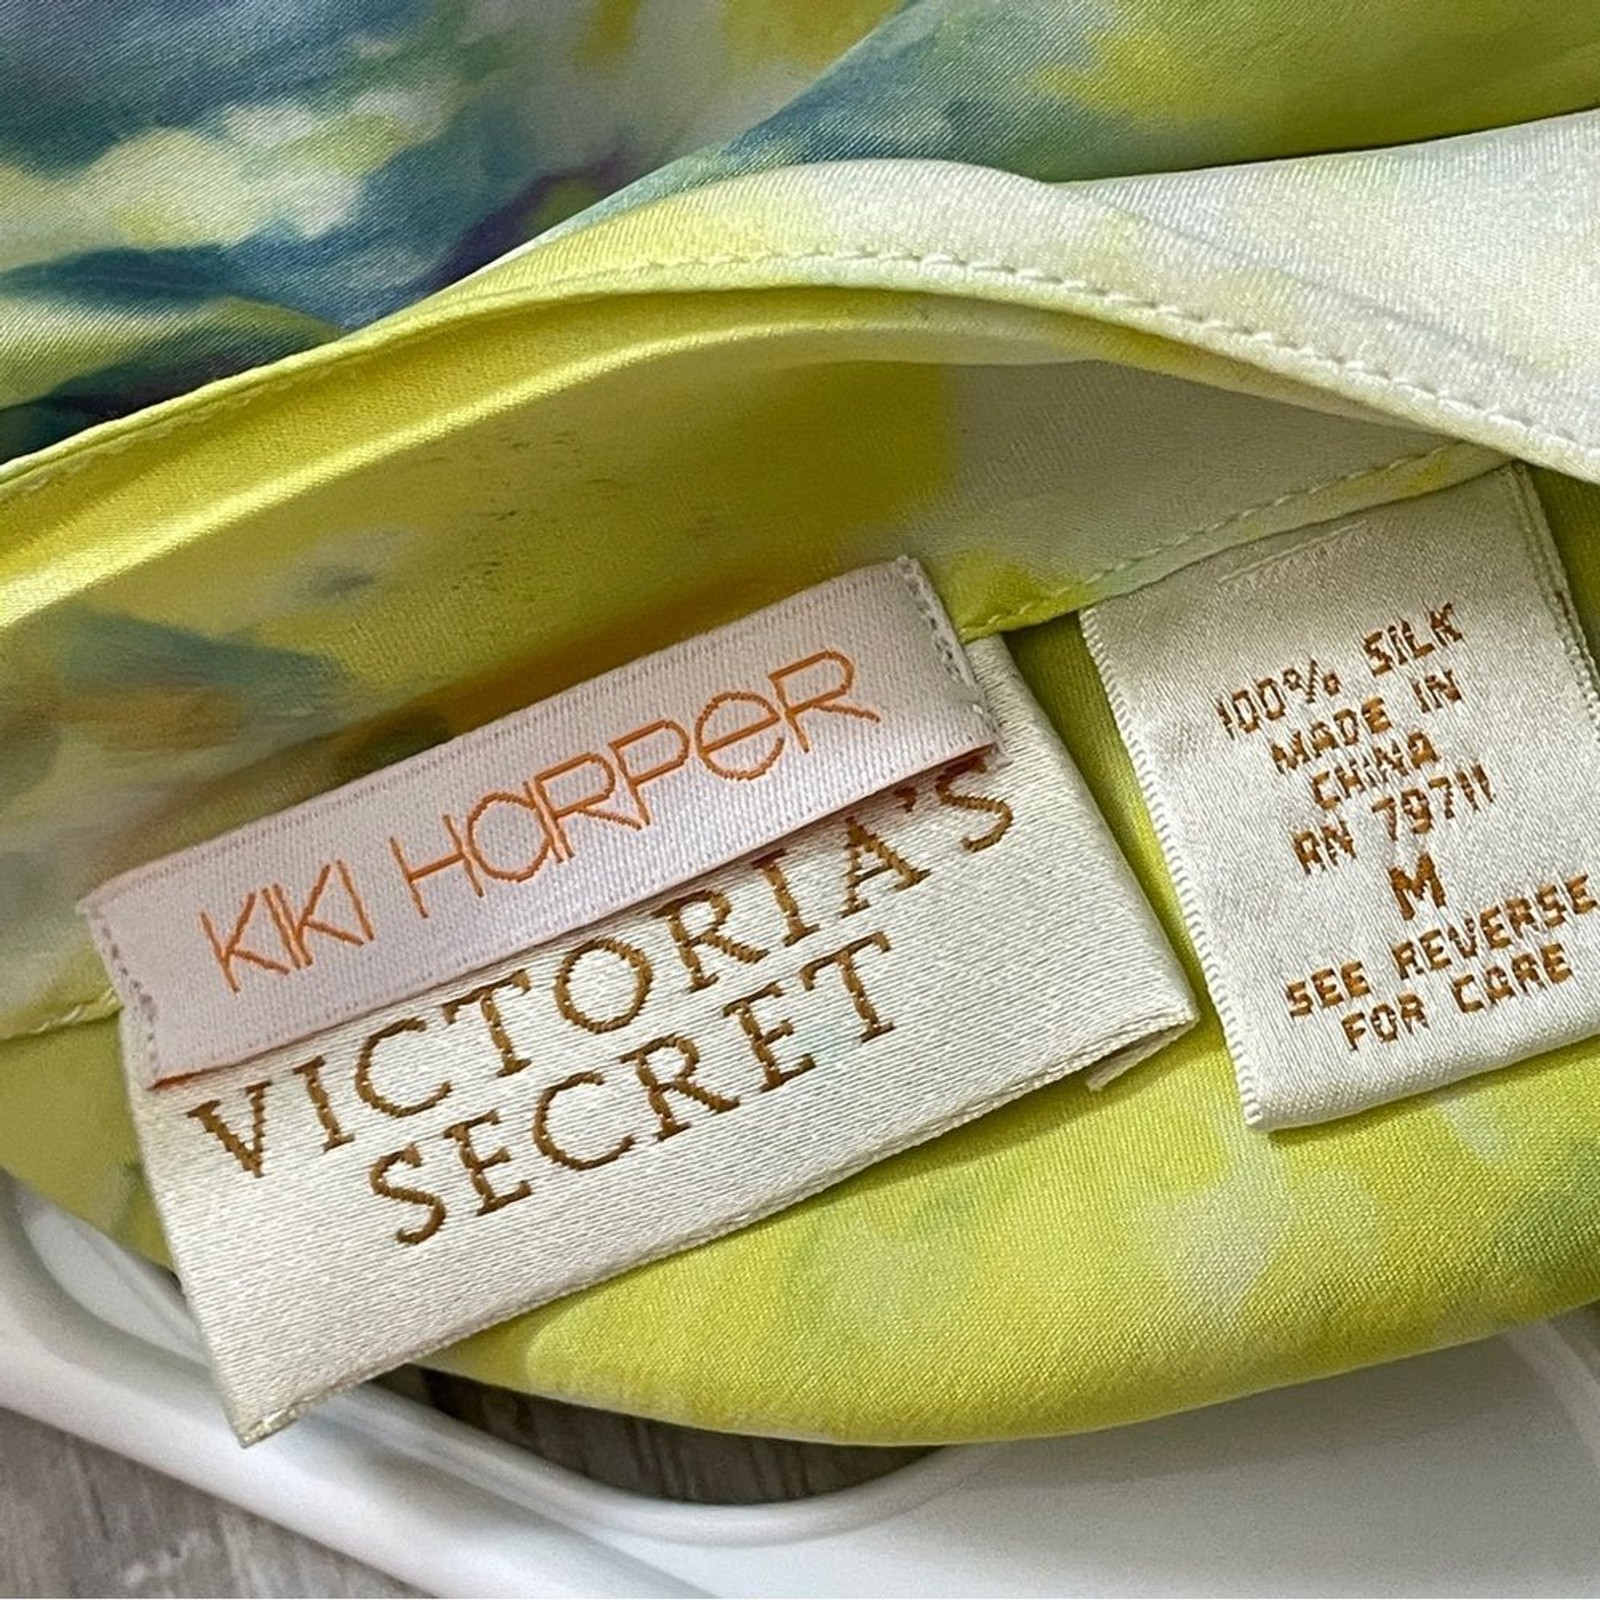 KIKI HARPER
VICTORIA'S
SECRET
100% SILK
MADE IN
CHINA
RN 79711
M
SEE REVERSE
FOR CARE